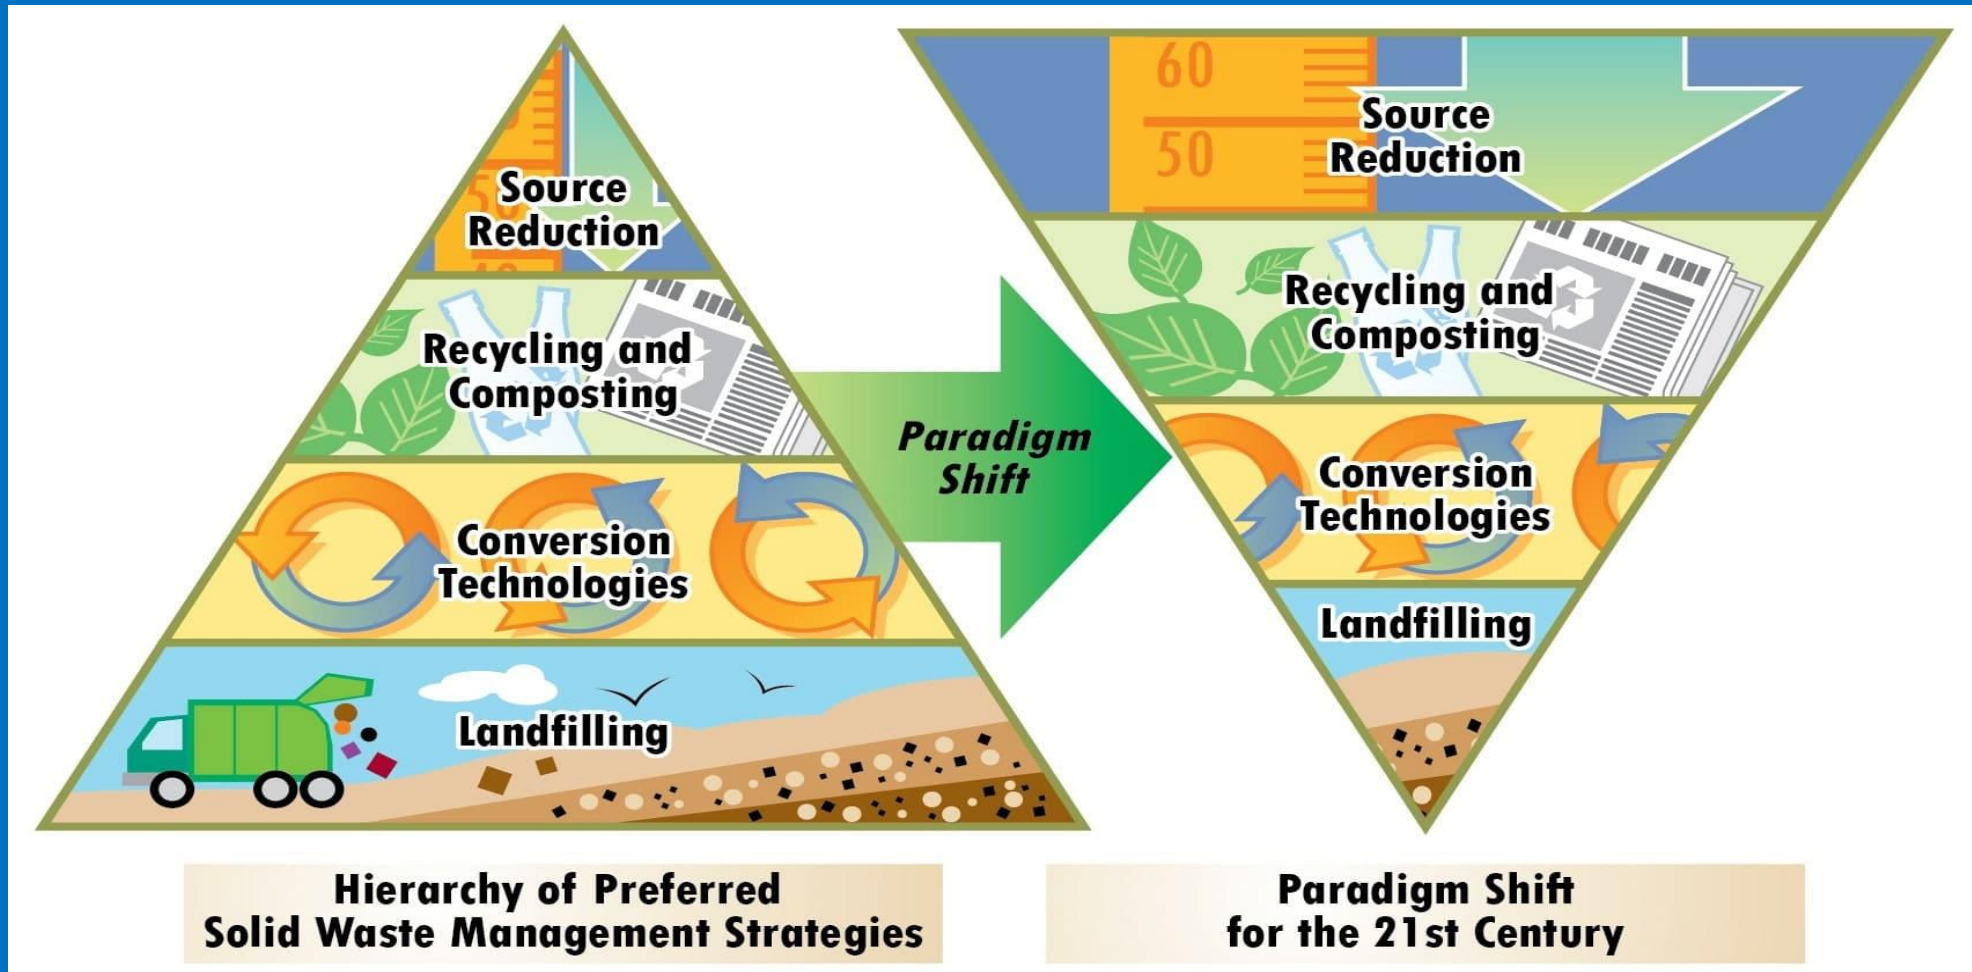 Source
Reduction
50
Recycling and
Composting
Conversion
Technologies
Landfilling
Hierarchy of Preferred
Solid Waste Management Strategies
Paradigm
Shift
60
50
Source
Reduction
Recycling and
Composting
Conversion
Technologies
Landfilling
Paradigm Shift
for the 21st Century